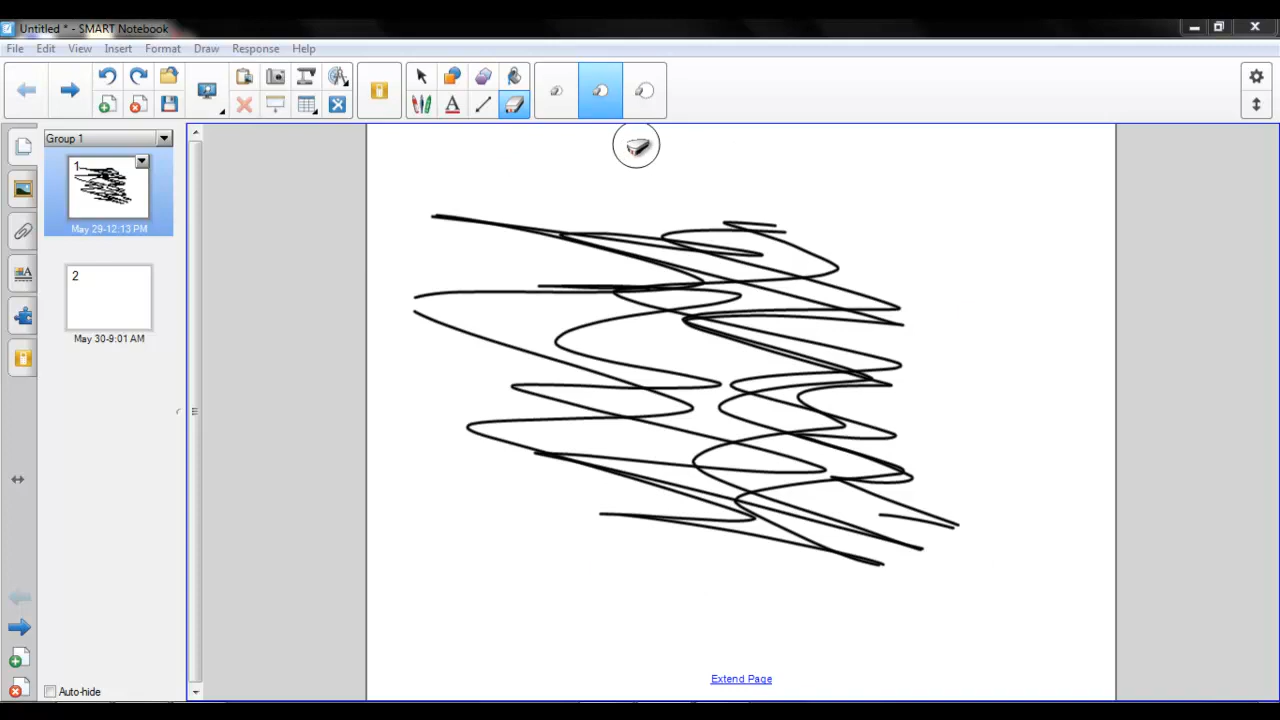 Untitled * - SMART Notebook
File Edit View Insert Format Draw Response Help
Group 1
1
May 29-12:13 PM
2
May 30-9:01 AM
Auto-hide
Extend Page